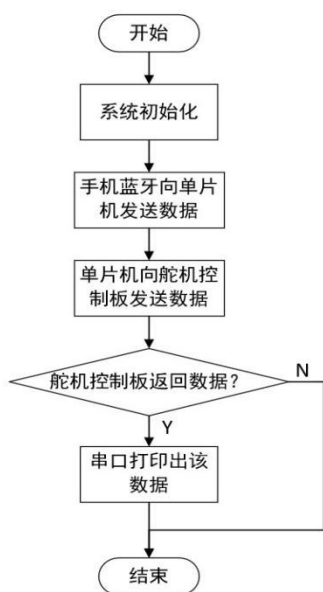 开始
系统初始化
手机蓝牙向单片
机发送数据
单片机向舵机控
制板发送数据
舵机控制板返回数据？
N
Y
串口打印出该
数据
结束